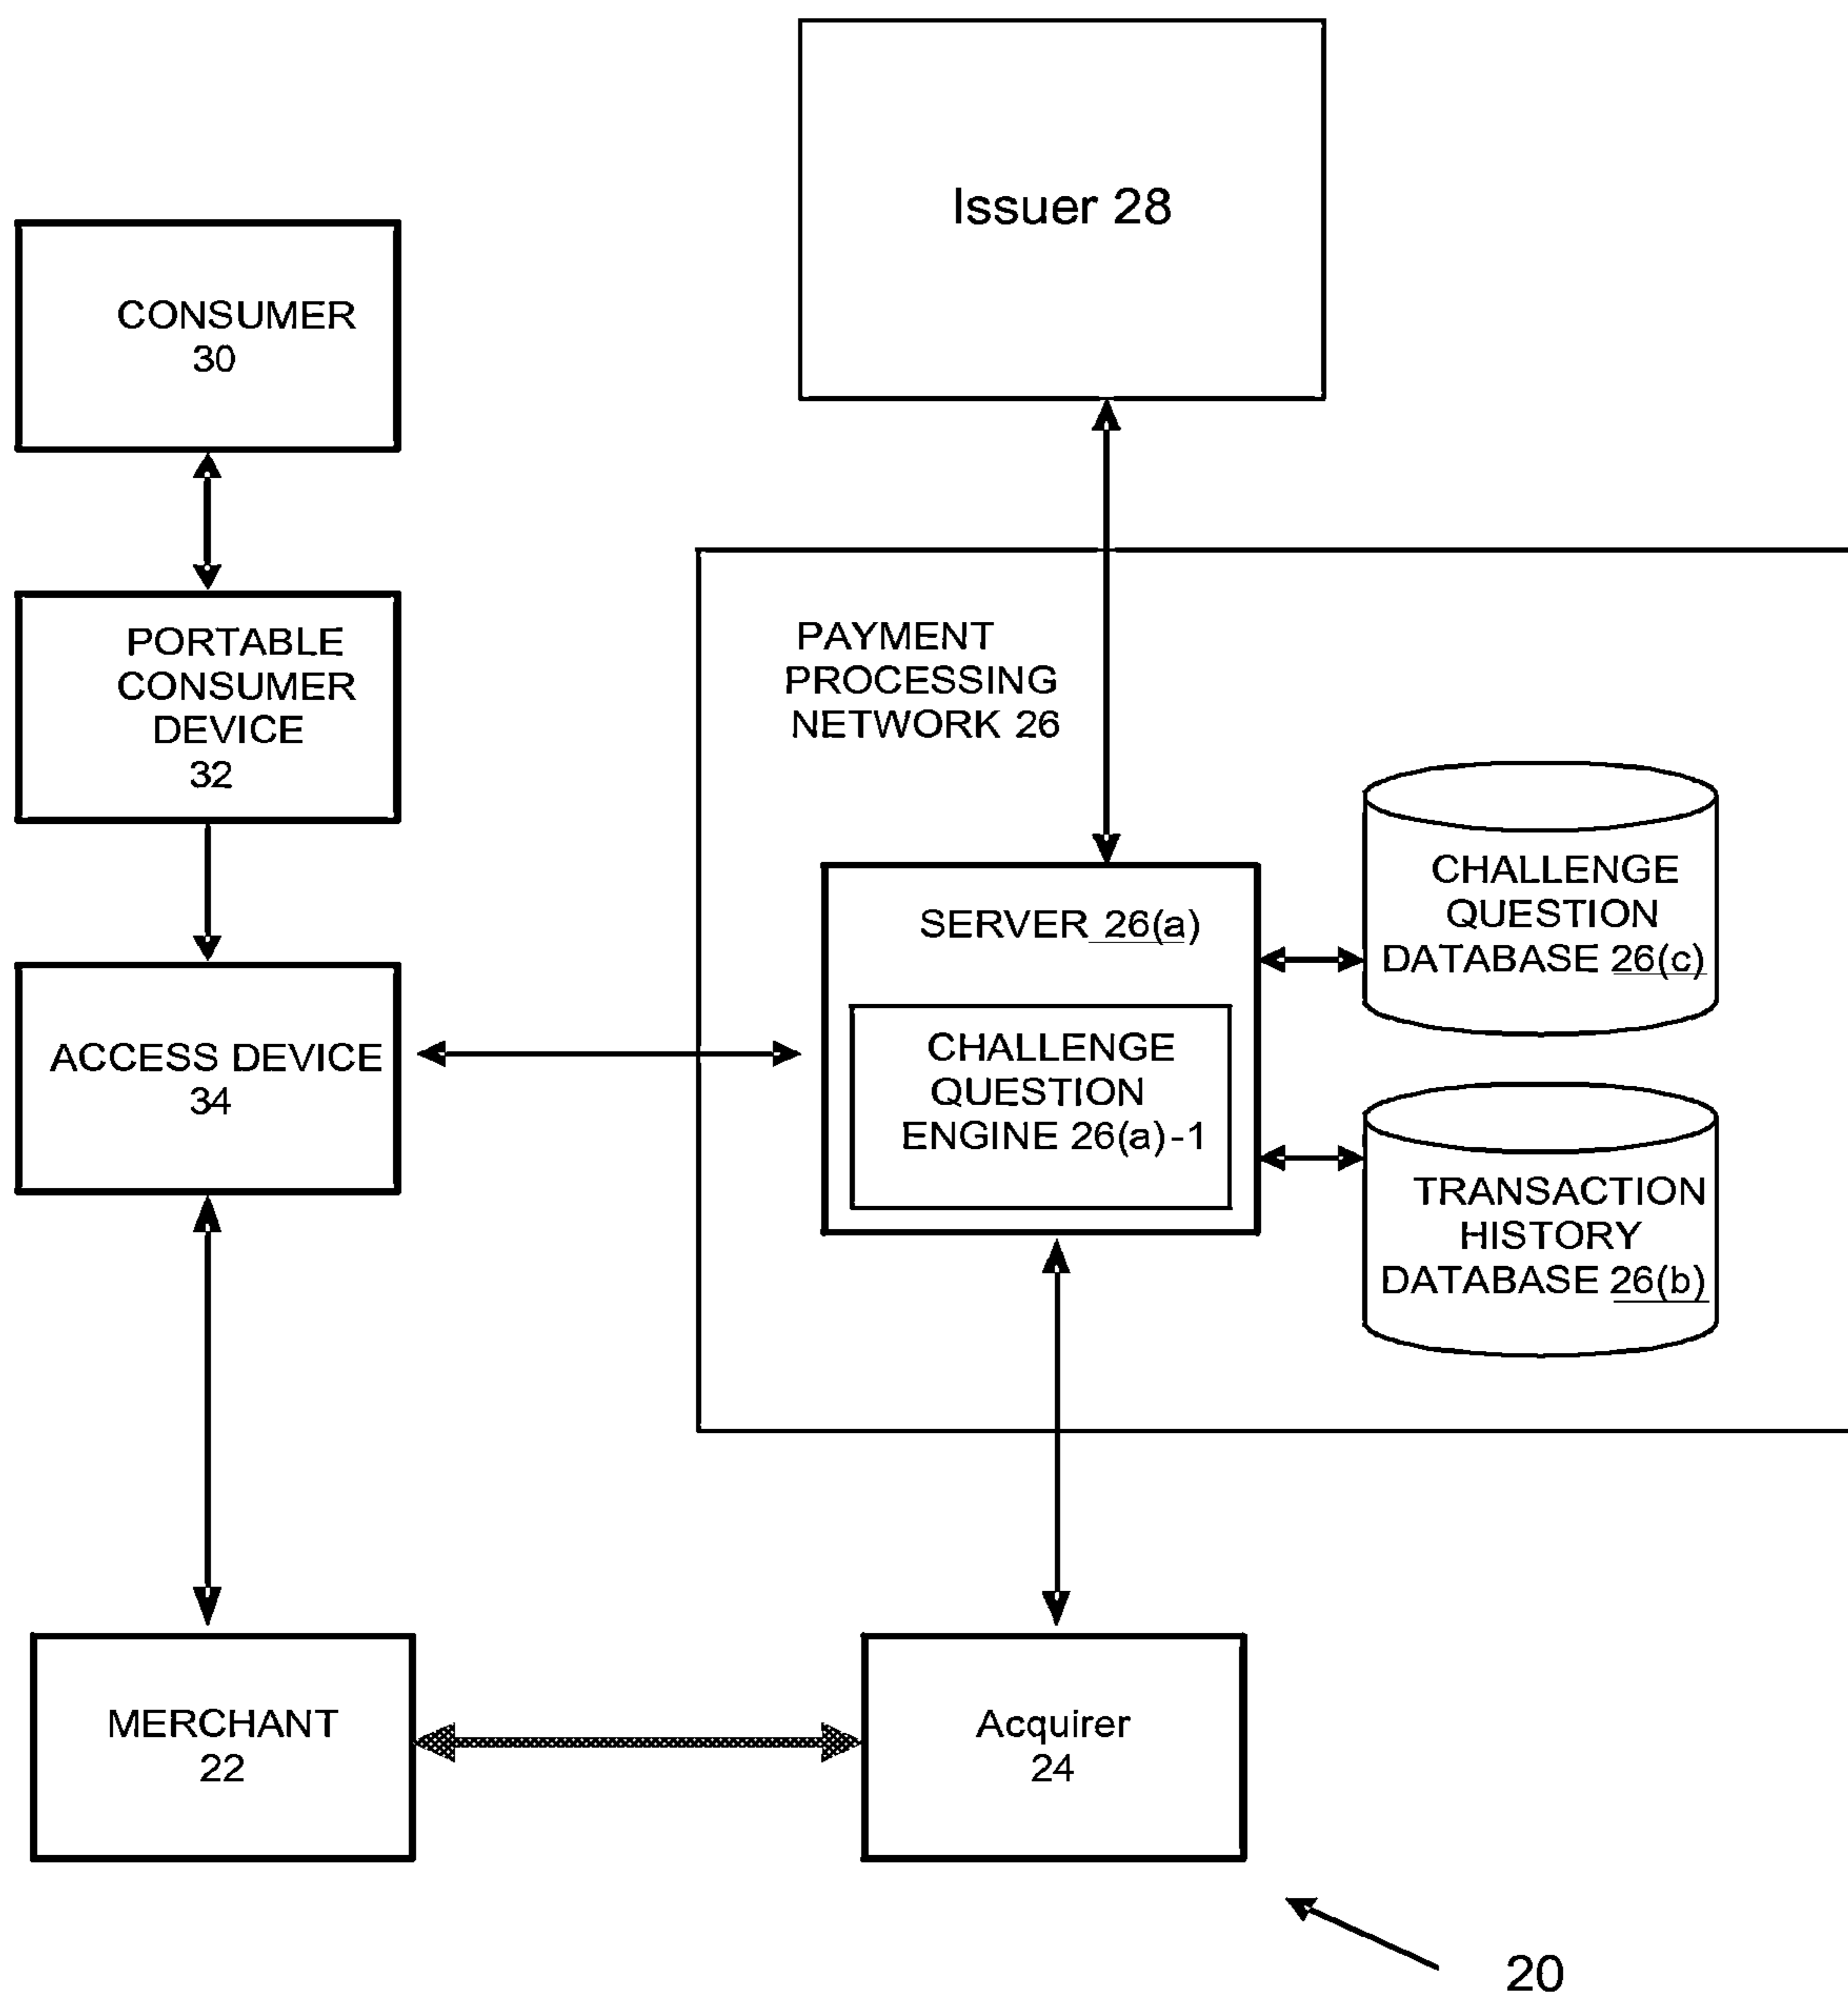 Issuer 28
CONSUMER
30
PORTABLE
CONSUMER
DEVICE
32
PAYMENT
PROCESSING
NETWORK 26
CHALLENGE
QUESTION
DATABASE 26(c)
SERVER 26(a)
CHALLENGE
QUESTION
ENGINE 26(a)-1
ACCESS DEVICE
34
TRANSACTION
HISTORY
DATABASE 26(b)
MERCHANT
22
Acquirer
24
20